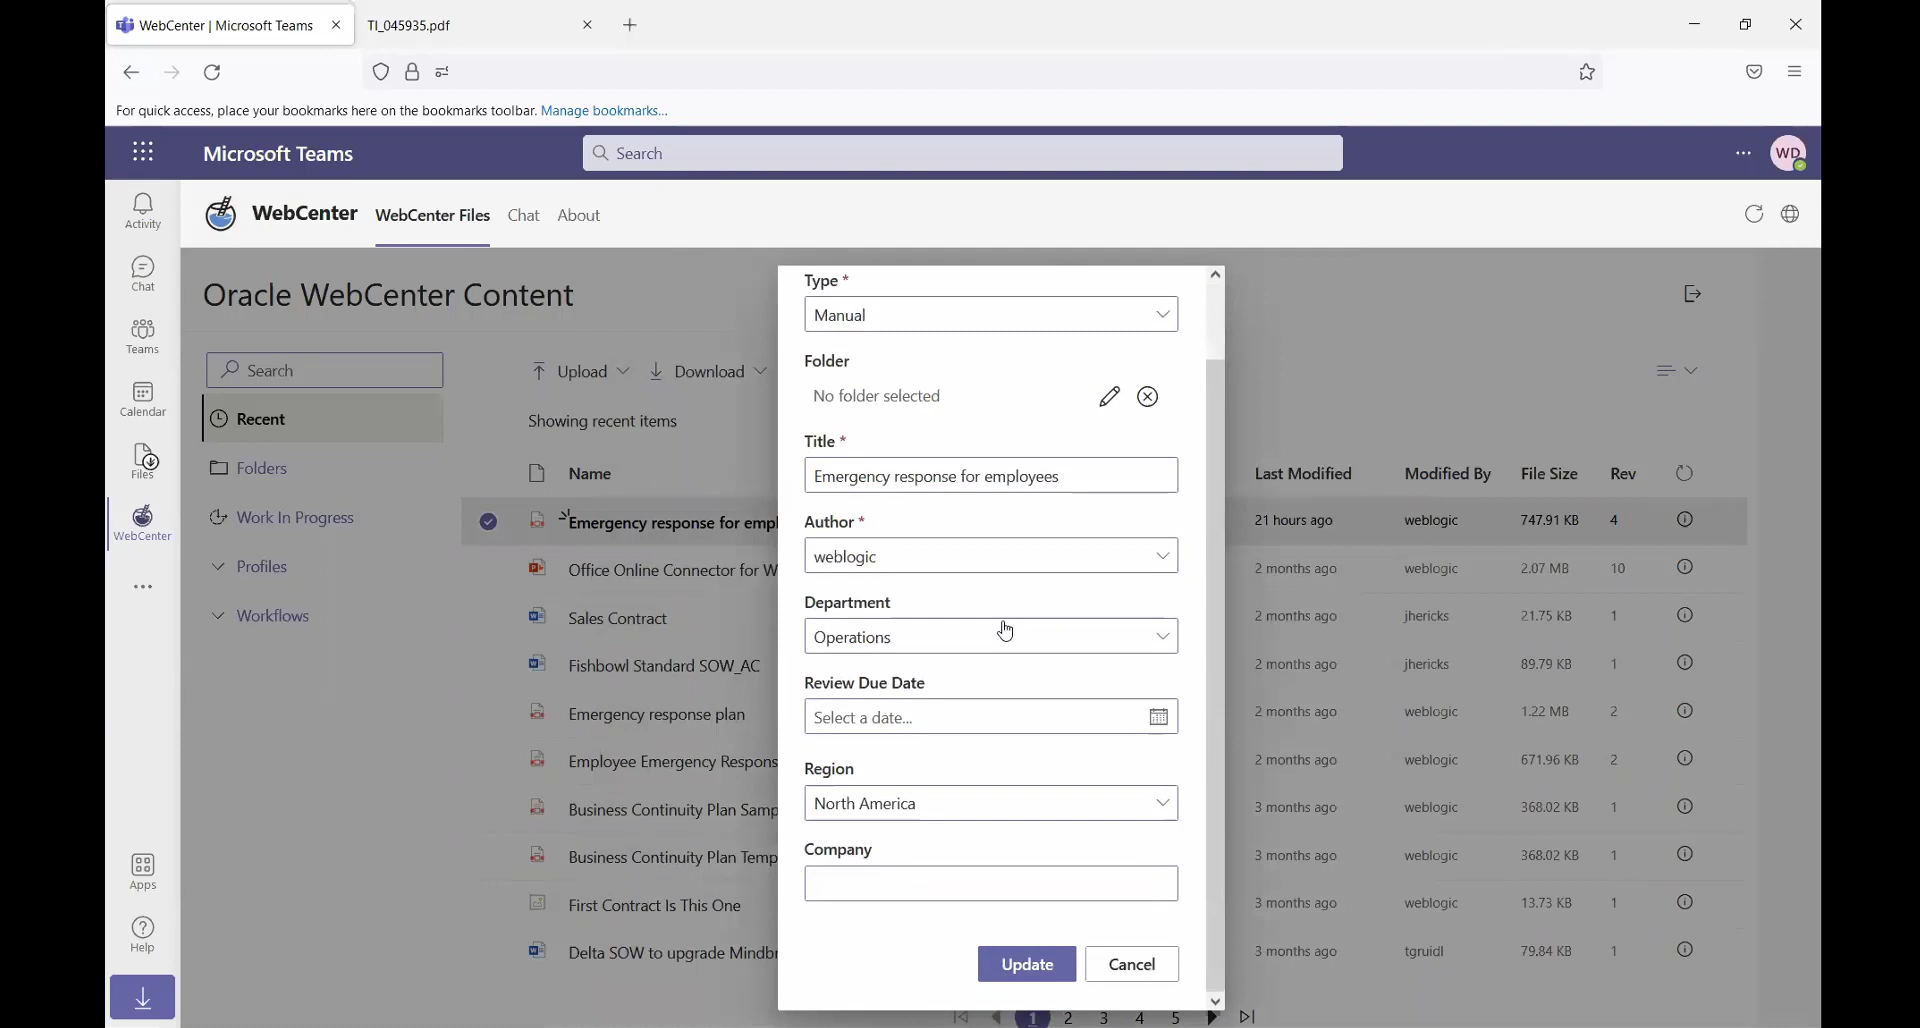 WebCenter | Microsoft Teams
TI_045935.pdf
For quick access, place your bookmarks here on the bookmarks toolbar. Manage bookmarks...
Microsoft Teams
Search
WD
Activity
Chat
Teams
Calendar
Files
WebCenter
Apps
Help
WebCenter
WebCenter Files
Chat
About
Oracle WebCenter Content
Search
Recent
Folders
Work In Progress
Profiles
Workflows
Upload
Download
Showing recent items
Name Last Modified Modified By File Size Rev
Emergency response for empl 21 hours ago weblogic 747.91 KB 4
Office Online Connector for W 2 months ago weblogic 2.07 MB 10
Sales Contract 2 months ago jhericks 21.75 KB 1
Fishbowl Standard SOW_AC 2 months ago jhericks 89.79 KB 1
Emergency response plan 2 months ago weblogic 1.22 MB 2
Employee Emergency Respons 2 months ago weblogic 671.96 KB 2
Business Continuity Plan Samp 3 months ago weblogic 368.02 KB 1
Business Continuity Plan Temp 3 months ago weblogic 368.02 KB 1
First Contract Is This One 3 months ago weblogic 13.73 KB 1
Delta SOW to upgrade Mindbr 3 months ago tgruidl 79.84 KB 1
Type *
Manual
Folder
No folder selected
Title *
Emergency response for employees
Author *
weblogic
Department
Operations
Review Due Date
Select a date...
Region
North America
Company
Update
Cancel
1 2 3 4 5